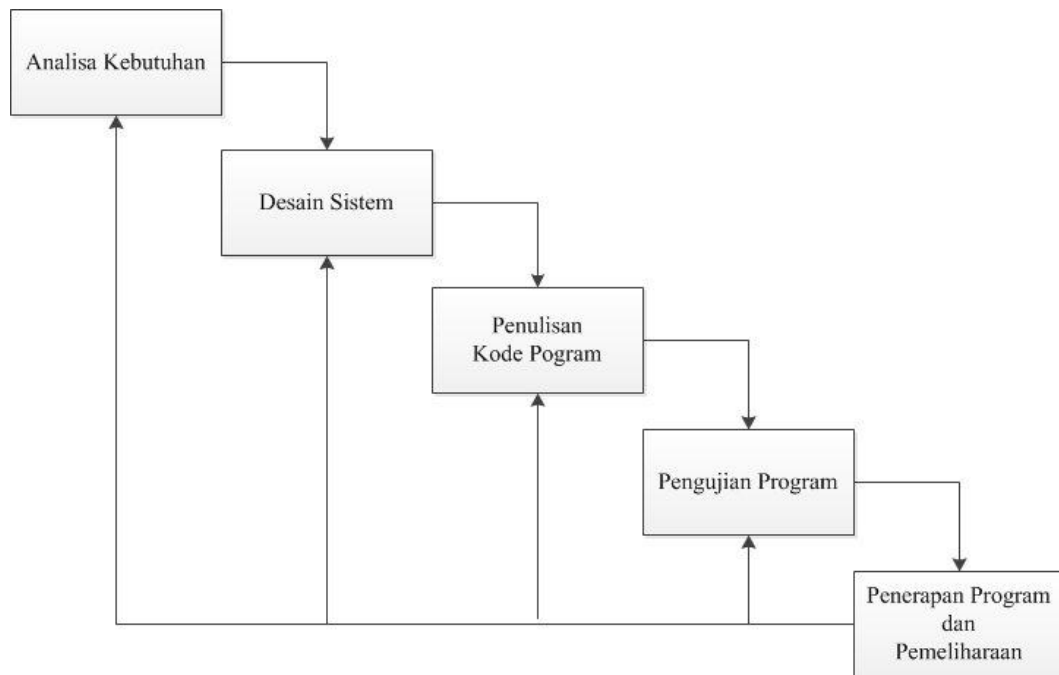 Analisa Kebutuhan
Desain Sistem
Penulisan
Kode Pogram
Pengujian Program
Penerapan Program
dan
Pemeliharaan